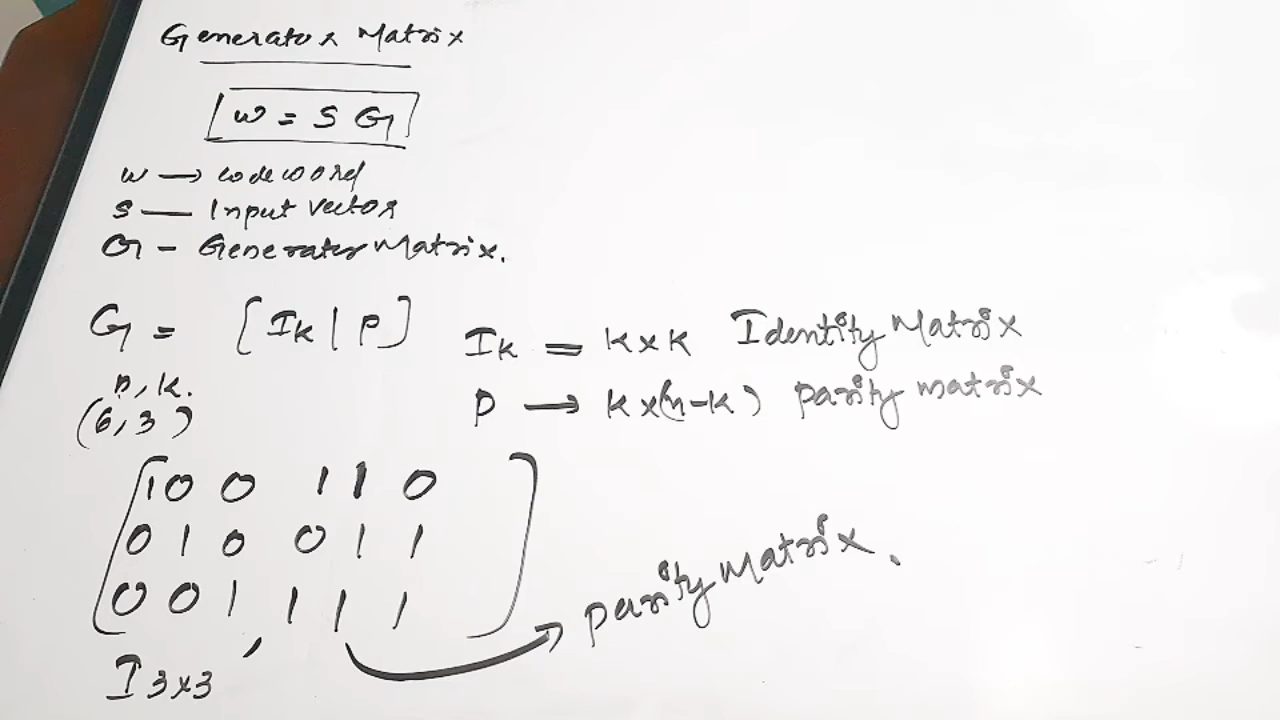 Generator Matrix
w = S G
w → codeword
S — Input vector
G - Generator Matrix.
G = [Ik | P] Ik = k×k Identity Matrix
n, k. P → k×(n-k) parity matrix
(6,3)
1 0 0 1 1 0
0 1 0 0 1 1
0 0 1 1 1 1
parity matrix.
I 3×3